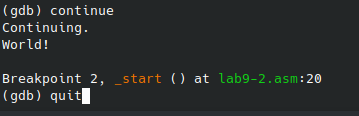 (gdb) continue
Continuing.
World!
Breakpoint 2, _start () at lab9-2.asm:20
(gdb) quit